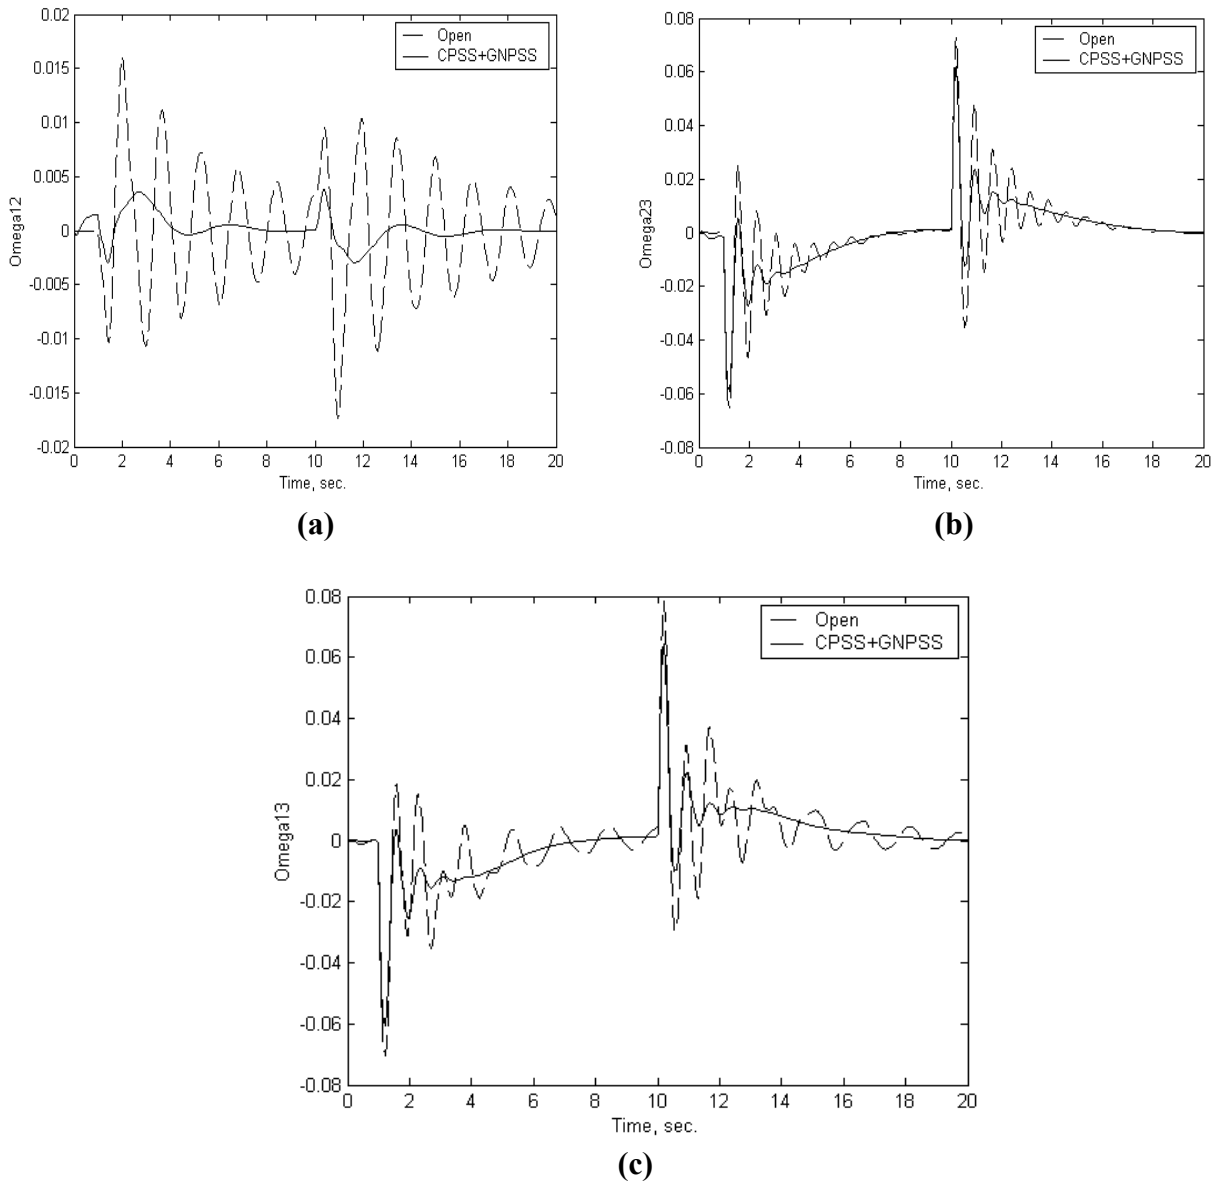 0.02
0.015
0.01
0.005
0
-0.005
-0.01
-0.015
-0.02
Omega12
Open
CPSS+GNPSS
0 2 4 6 8 10 12 14 16 18 20
Time, sec.
(a)
0.08
0.06
0.04
0.02
0
-0.02
-0.04
-0.06
-0.08
Omega23
Open
CPSS+GNPSS
0 2 4 6 8 10 12 14 16 18 20
Time, sec.
(b)
0.08
0.06
0.04
0.02
0
-0.02
-0.04
-0.06
-0.08
Omega13
Open
CPSS+GNPSS
0 2 4 6 8 10 12 14 16 18 20
Time, sec.
(c)